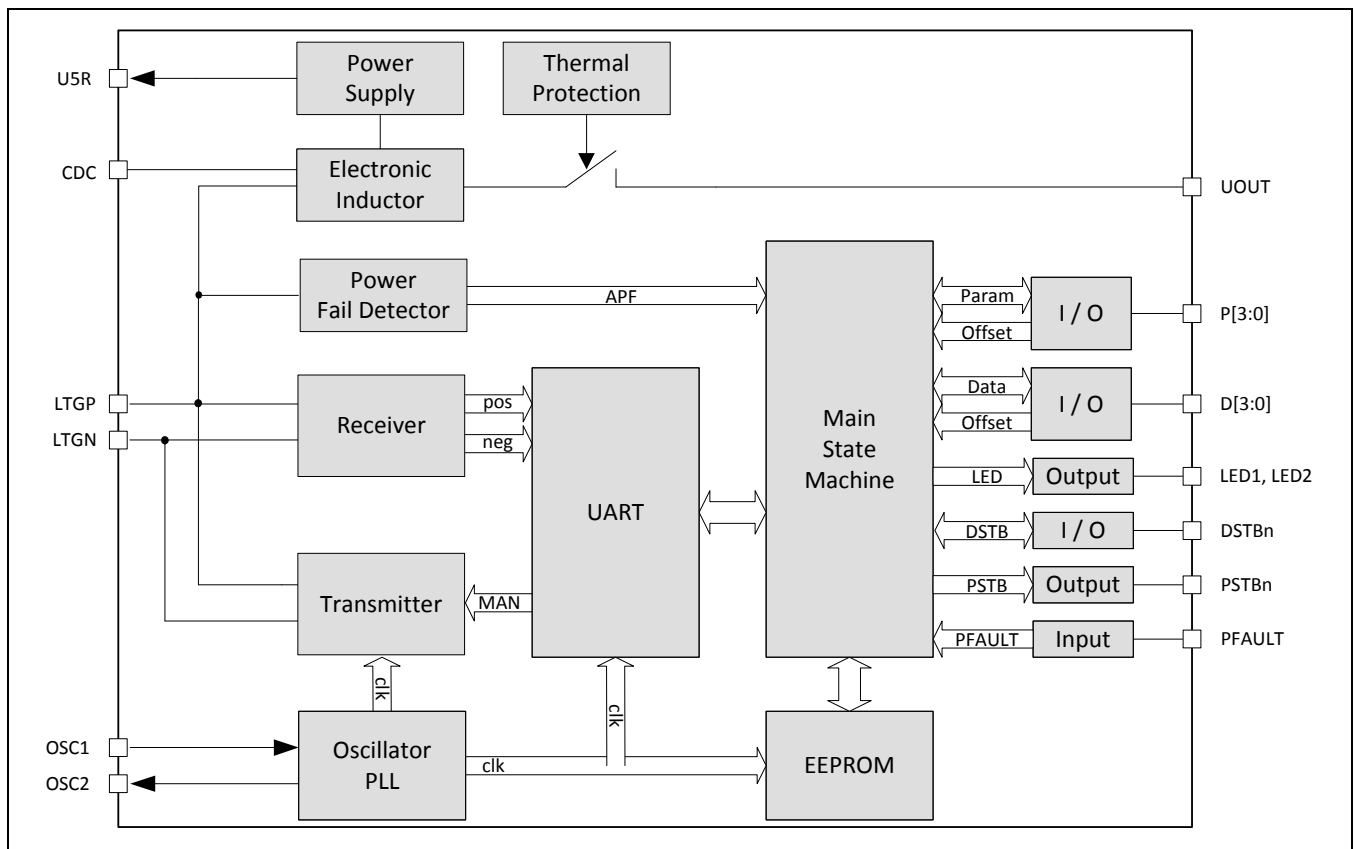 U5R
Power
Supply
Thermal
Protection
CDC
Electronic
Inductor
UOUT
Power
Fail Detector
APF
Param
Offset
I / O
P[3:0]
LTGP
LTGN
Receiver
pos
neg
UART
Main
State
Machine
Data
Offset
I / O
D[3:0]
LED
Output
LED1, LED2
DSTB
I / O
DSTBn
Transmitter
MAN
PSTB
Output
PSTBn
PFAULT
Input
PFAULT
clk
clk
OSC1
OSC2
Oscillator
PLL
clk
EEPROM